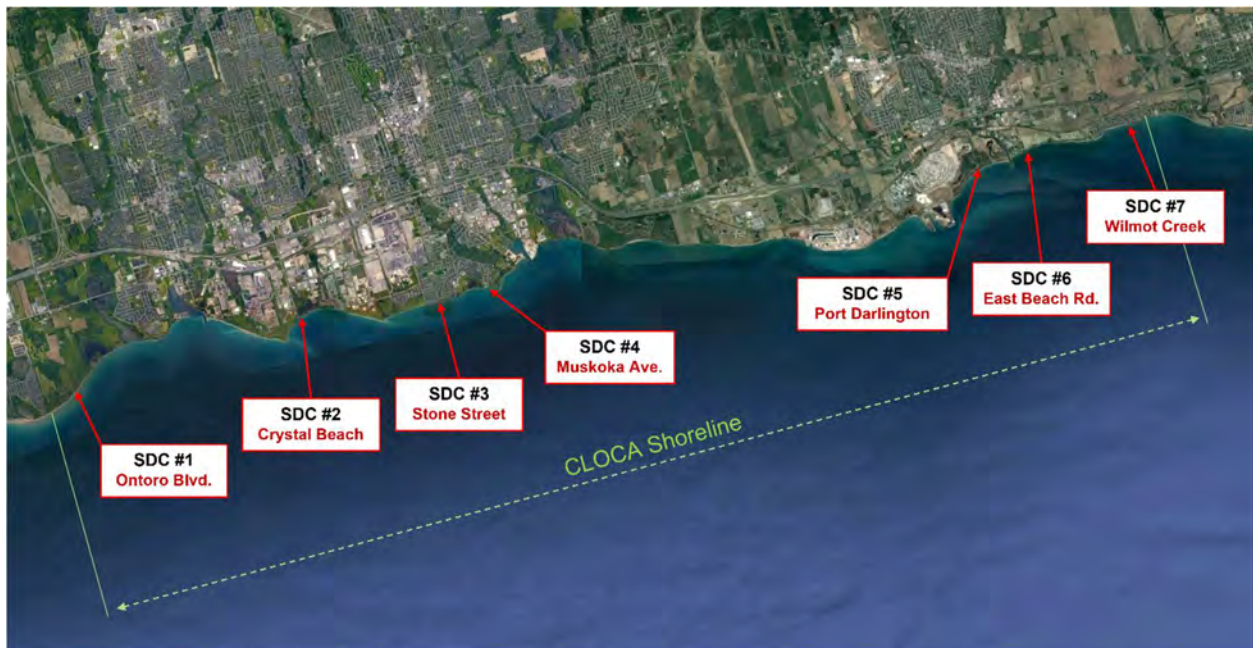 SDC #1
Ontoro Blvd.
SDC #2
Crystal Beach
SDC #3
Stone Street
SDC #4
Muskoka Ave.
SDC #5
Port Darlington
SDC #6
East Beach Rd.
SDC #7
Wilmot Creek
CLOCA Shoreline